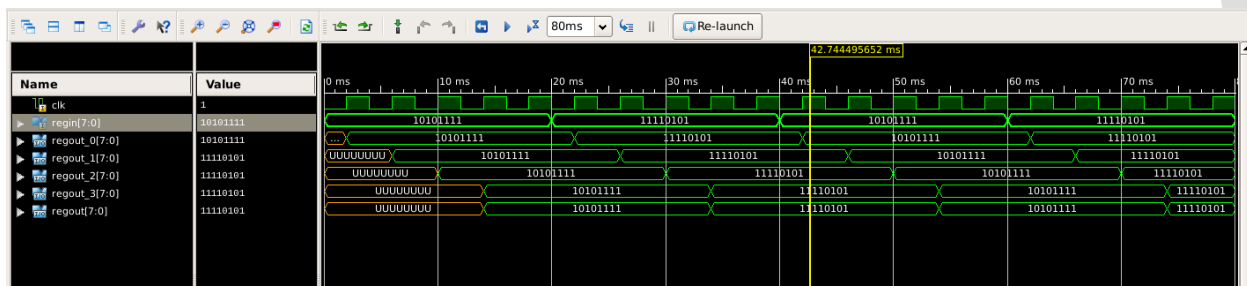 80ms Re-launch
42.744495652 ms
Name Value 0 ms 10 ms 20 ms 30 ms 40 ms 50 ms 60 ms 70 ms
clk 1
regin[7:0] 10101111 10101111 11110101 10101111 11110101
regout_0[7:0] 10101111 ... 10101111 11110101 10101111 11110101
regout_1[7:0] 11110101 UUUUUUUU 10101111 11110101 10101111 11110101
regout_2[7:0] 11110101 UUUUUUUU 10101111 11110101 10101111 11110101
regout_3[7:0] 11110101 UUUUUUUU 10101111 11110101 10101111 11110101
regout[7:0] 11110101 UUUUUUUU 10101111 11110101 10101111 11110101